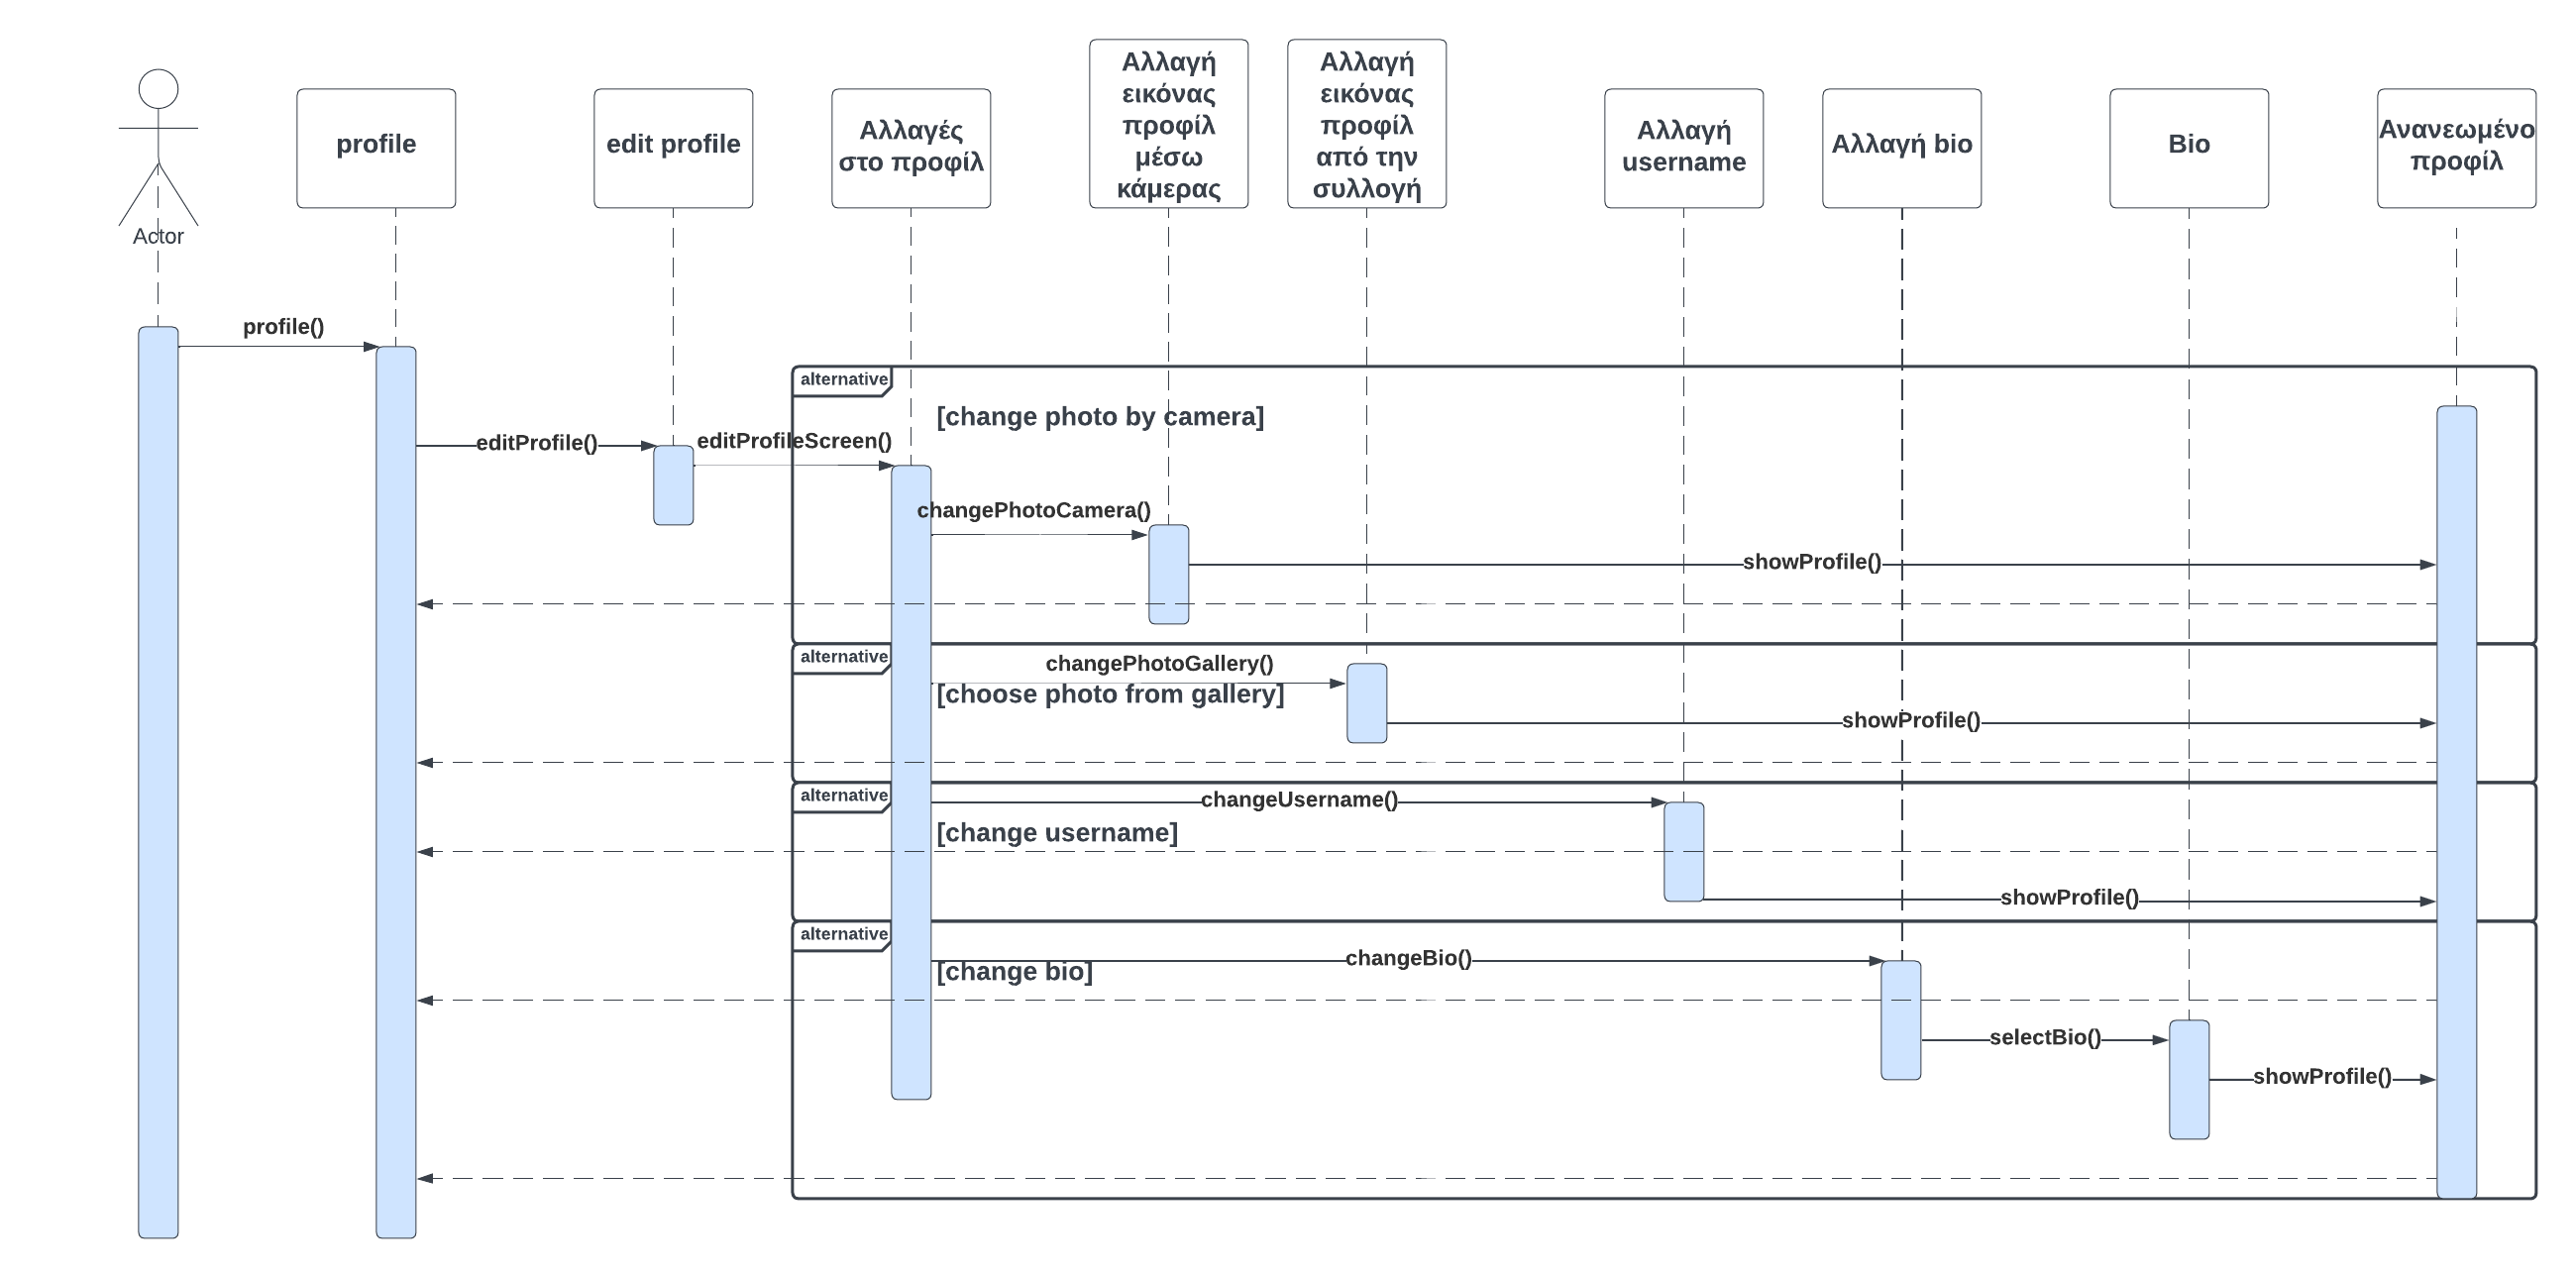 Actor
profile
edit profile
Αλλαγές
στο προφίλ
Αλλαγή
εικόνας
προφίλ
μέσω
κάμερας
Αλλαγή
εικόνας
προφίλ
από την
συλλογή
Αλλαγή
username
Αλλαγή bio
Bio
Ανανεωμένο
προφίλ
profile()
alternative
[change photo by camera]
editProfile()
editProfileScreen()
changePhotoCamera()
showProfile()
alternative
changePhotoGallery()
[choose photo from gallery]
showProfile()
alternative
changeUsername()
[change username]
showProfile()
alternative
changeBio()
[change bio]
selectBio()
showProfile()